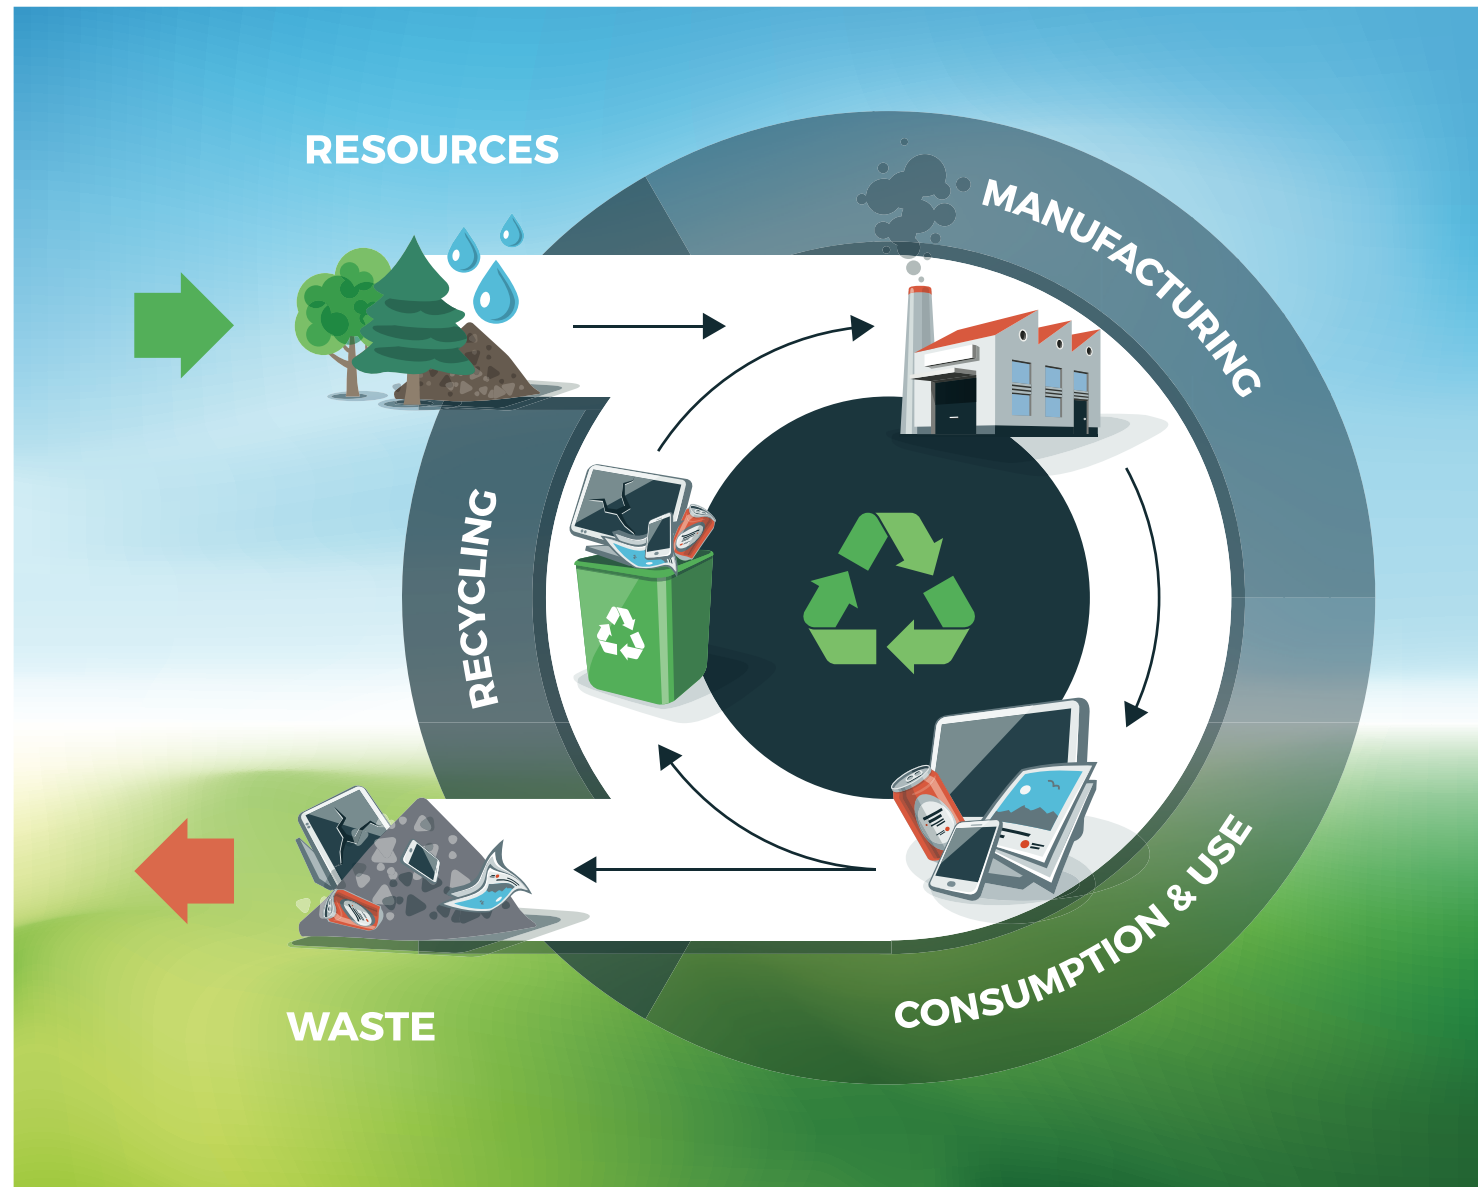 RESOURCES
MANUFACTURING
RECYCLING
CONSUMPTION & USE
WASTE